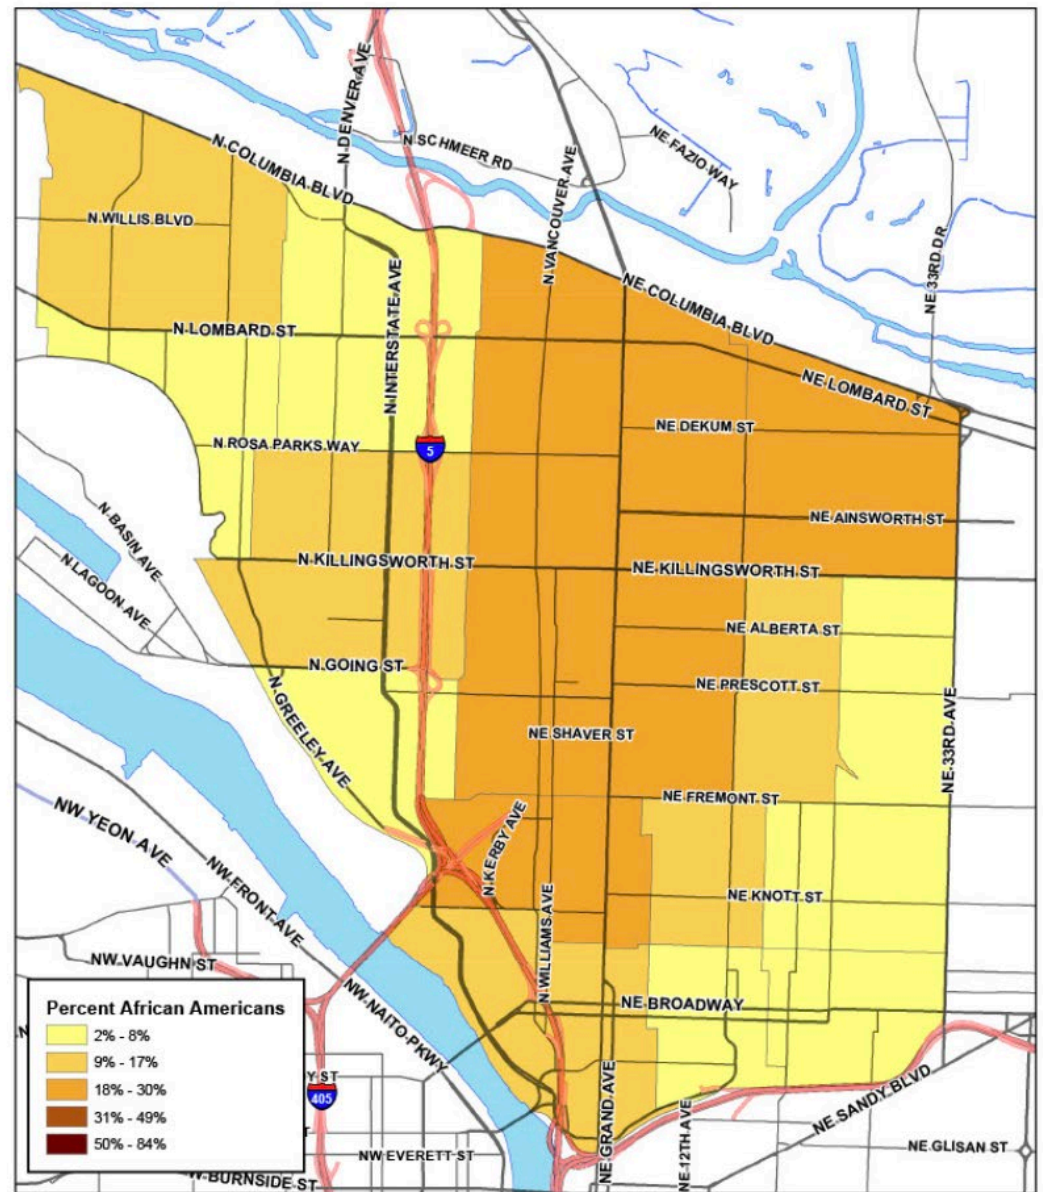 N DENVER AVE
N SCHMEER RD
NE FAZIO WAY
N COLUMBIA BLVD
N VANCOUVER AVE
N WILLIS BLVD
NE 33RD DR
N INTERSTATE AVE
NE COLUMBIA BLVD
N LOMBARD ST
NE LOMBARD ST
N ROSA PARKS WAY
5
NE DEKUM ST
N BASIN AVE
NE AINSWORTH ST
N LAGOON AVE
N KILLINGSWORTH ST
NE KILLINGSWORTH ST
NE ALBERTA ST
N GOING ST
NE PRESCOTT ST
N GREELEY AVE
NE SHAVER ST
NE 33RD AVE
NE FREMONT ST
NW YEON AVE
N KERBY AVE
NW FRONT AVE
NE KNOTT ST
N WILLIAMS AVE
NW VAUGHN ST
NW NAITO PKWY
NE BROADWAY
Percent African Americans
2% - 8%
9% - 17%
18% - 30%
31% - 49%
50% - 84%
Y ST
405
NE GRAND AVE
NE 12TH AVE
NE SANDY BLVD
NW EVERETT ST
NE GLISAN ST
W BURNSIDE ST